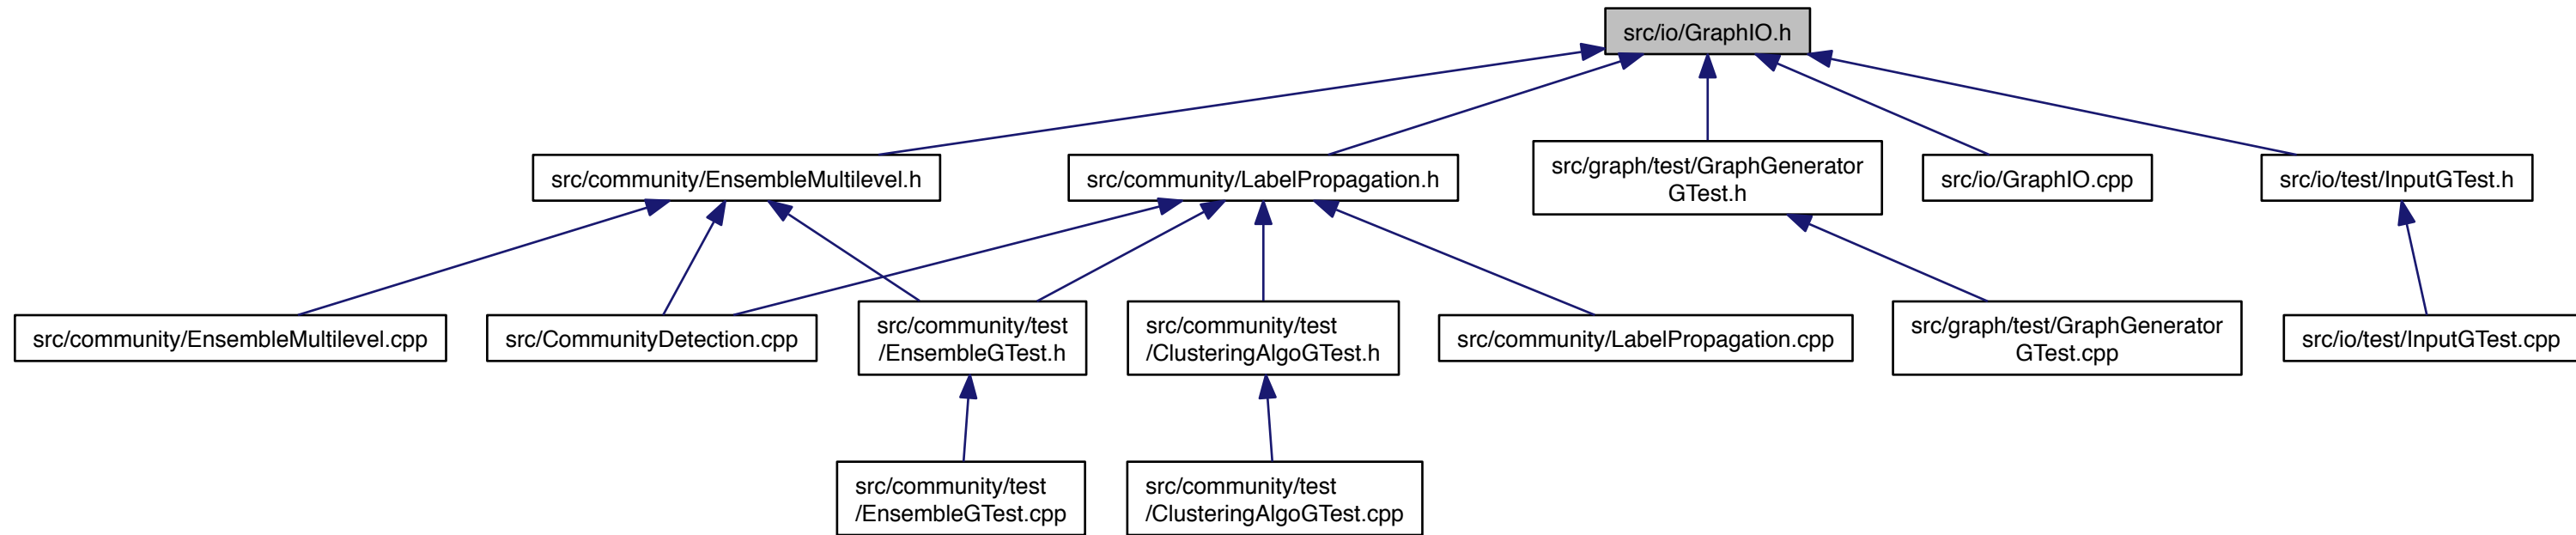 src/io/GraphIO.h
src/community/EnsembleMultilevel.h
src/community/LabelPropagation.h
src/graph/test/GraphGenerator
GTest.h
src/io/GraphIO.cpp
src/io/test/InputGTest.h
src/community/EnsembleMultilevel.cpp
src/CommunityDetection.cpp
src/community/test
/EnsembleGTest.h
src/community/test
/ClusteringAlgoGTest.h
src/community/LabelPropagation.cpp
src/graph/test/GraphGenerator
GTest.cpp
src/io/test/InputGTest.cpp
src/community/test
/EnsembleGTest.cpp
src/community/test
/ClusteringAlgoGTest.cpp